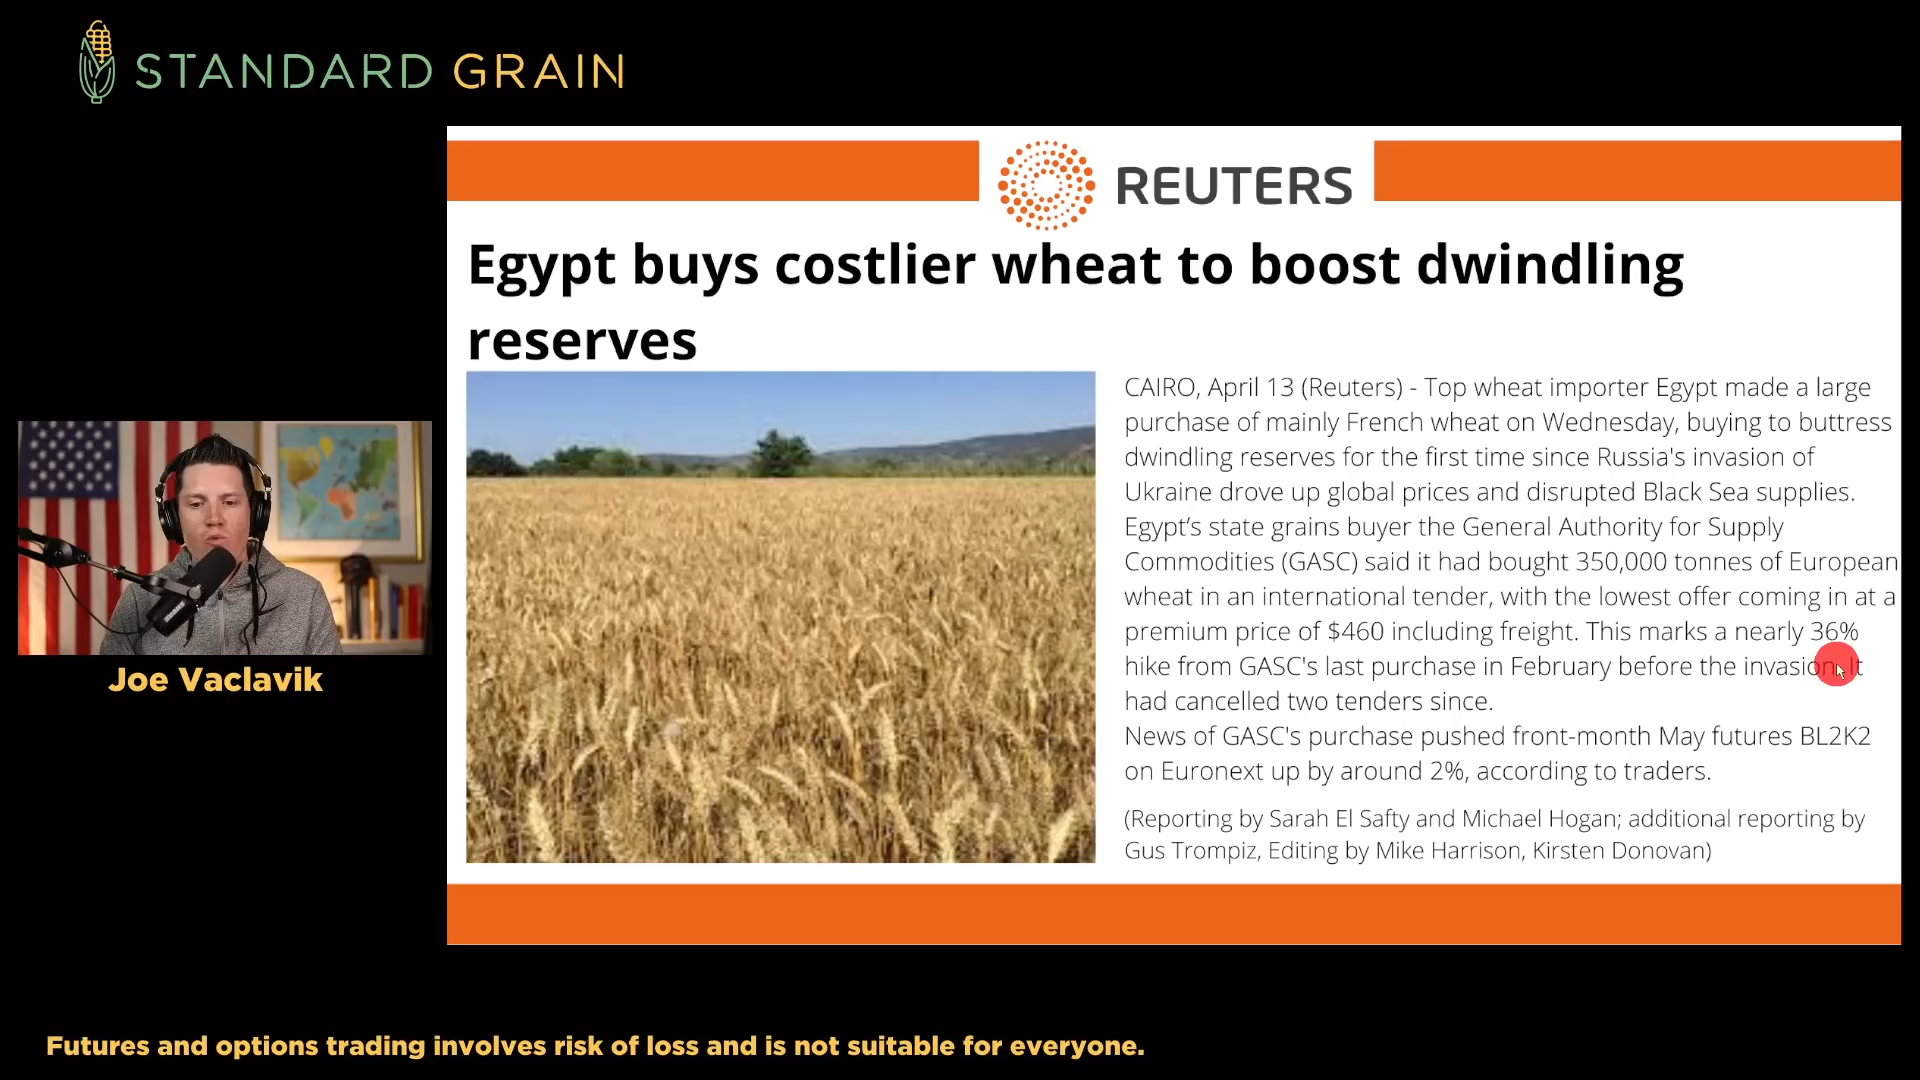 STANDARD GRAIN
REUTERS
Egypt buys costlier wheat to boost dwindling
reserves
CAIRO, April 13 (Reuters) - Top wheat importer Egypt made a large
purchase of mainly French wheat on Wednesday, buying to buttress
dwindling reserves for the first time since Russia's invasion of
Ukraine drove up global prices and disrupted Black Sea supplies.
Egypt’s state grains buyer the General Authority for Supply
Commodities (GASC) said it had bought 350,000 tonnes of European
wheat in an international tender, with the lowest offer coming in at a
premium price of $460 including freight. This marks a nearly 36%
hike from GASC's last purchase in February before the invasion. It
had cancelled two tenders since.
News of GASC's purchase pushed front-month May futures BL2K2
on Euronext up by around 2%, according to traders.
(Reporting by Sarah El Safty and Michael Hogan; additional reporting by
Gus Trompiz, Editing by Mike Harrison, Kirsten Donovan)
Joe Vaclavik
Futures and options trading involves risk of loss and is not suitable for everyone.